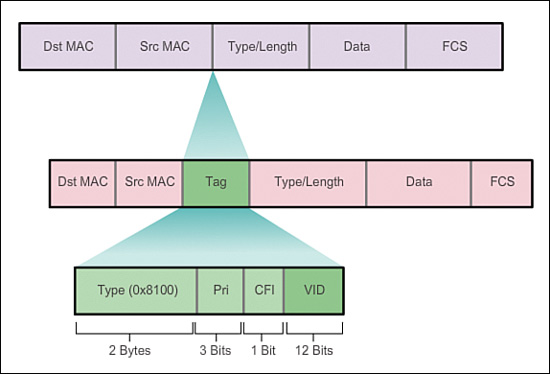 Dst MAC Src MAC Type/Length Data FCS
Dst MAC Src MAC Tag Type/Length Data FCS
Type (0x8100) Pri CFI VID
2 Bytes 3 Bits 1 Bit 12 Bits